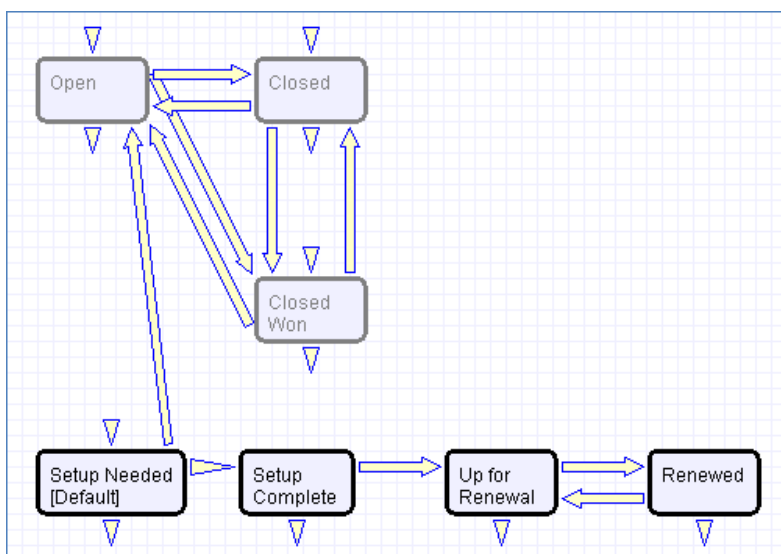 Open
Closed
Closed
Won
Setup Needed
[Default]
Setup
Complete
Up for
Renewal
Renewed